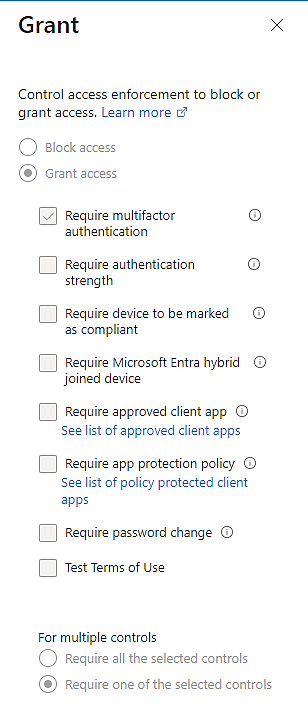 Grant
Control access enforcement to block or
grant access. Learn more
Block access
Grant access
Require multifactor
authentication
Require authentication
strength
Require device to be marked
as compliant
Require Microsoft Entra hybrid
joined device
Require approved client app
See list of approved client apps
Require app protection policy
See list of policy protected client
apps
Require password change
Test Terms of Use
For multiple controls
Require all the selected controls
Require one of the selected controls